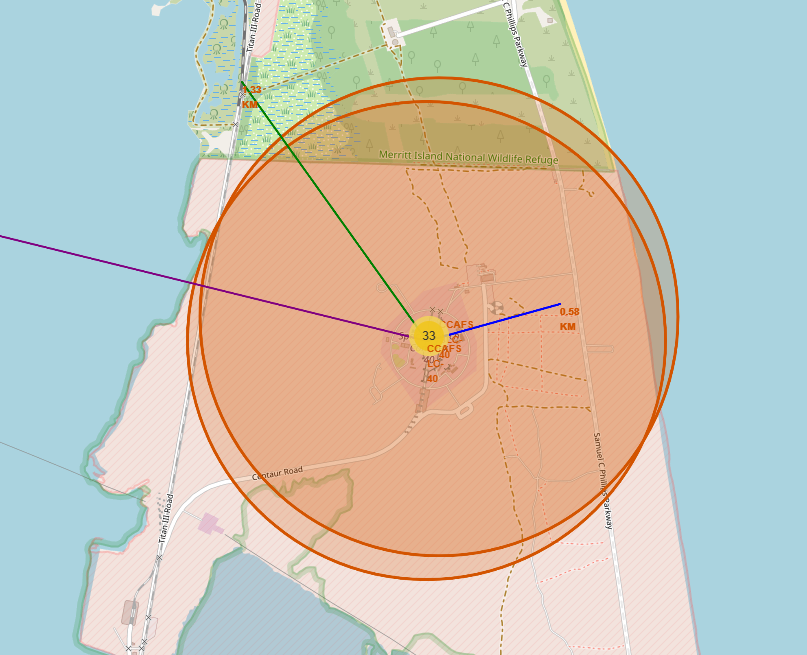 Titan III Road
C Phillips Parkway
KM
Merritt Island National Wildlife Refuge
0.58
KM
33
CAFS
CCAFS
40
40
40
Centaur Road
Titan III Road
Samuel C Phillips Parkway